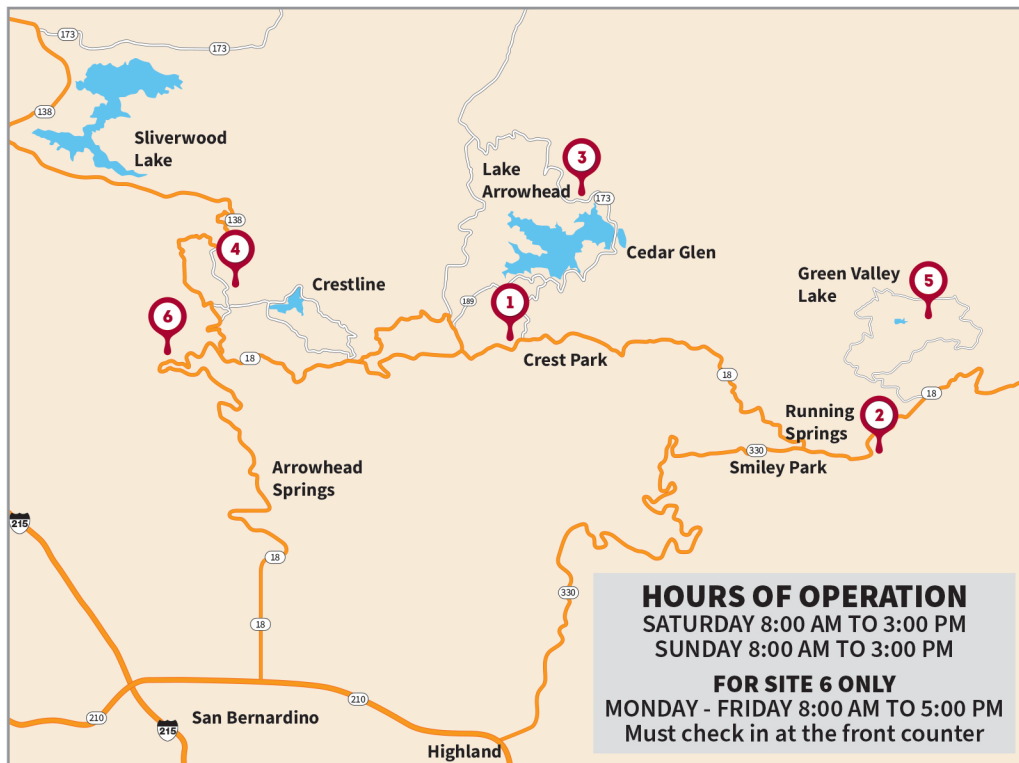 173
173
138
Sliverwood
Lake
Lake
Arrowhead
3
173
138
4
Cedar Glen
Crestline
Green Valley
Lake
5
189
1
6
18
Crest Park
18
18
Running
Springs
2
330
Smiley Park
Arrowhead
Springs
215
18
330
18
HOURS OF OPERATION
SATURDAY 8:00 AM TO 3:00 PM
SUNDAY 8:00 AM TO 3:00 PM
FOR SITE 6 ONLY
MONDAY - FRIDAY 8:00 AM TO 5:00 PM
Must check in at the front counter
210
210
San Bernardino
215
Highland